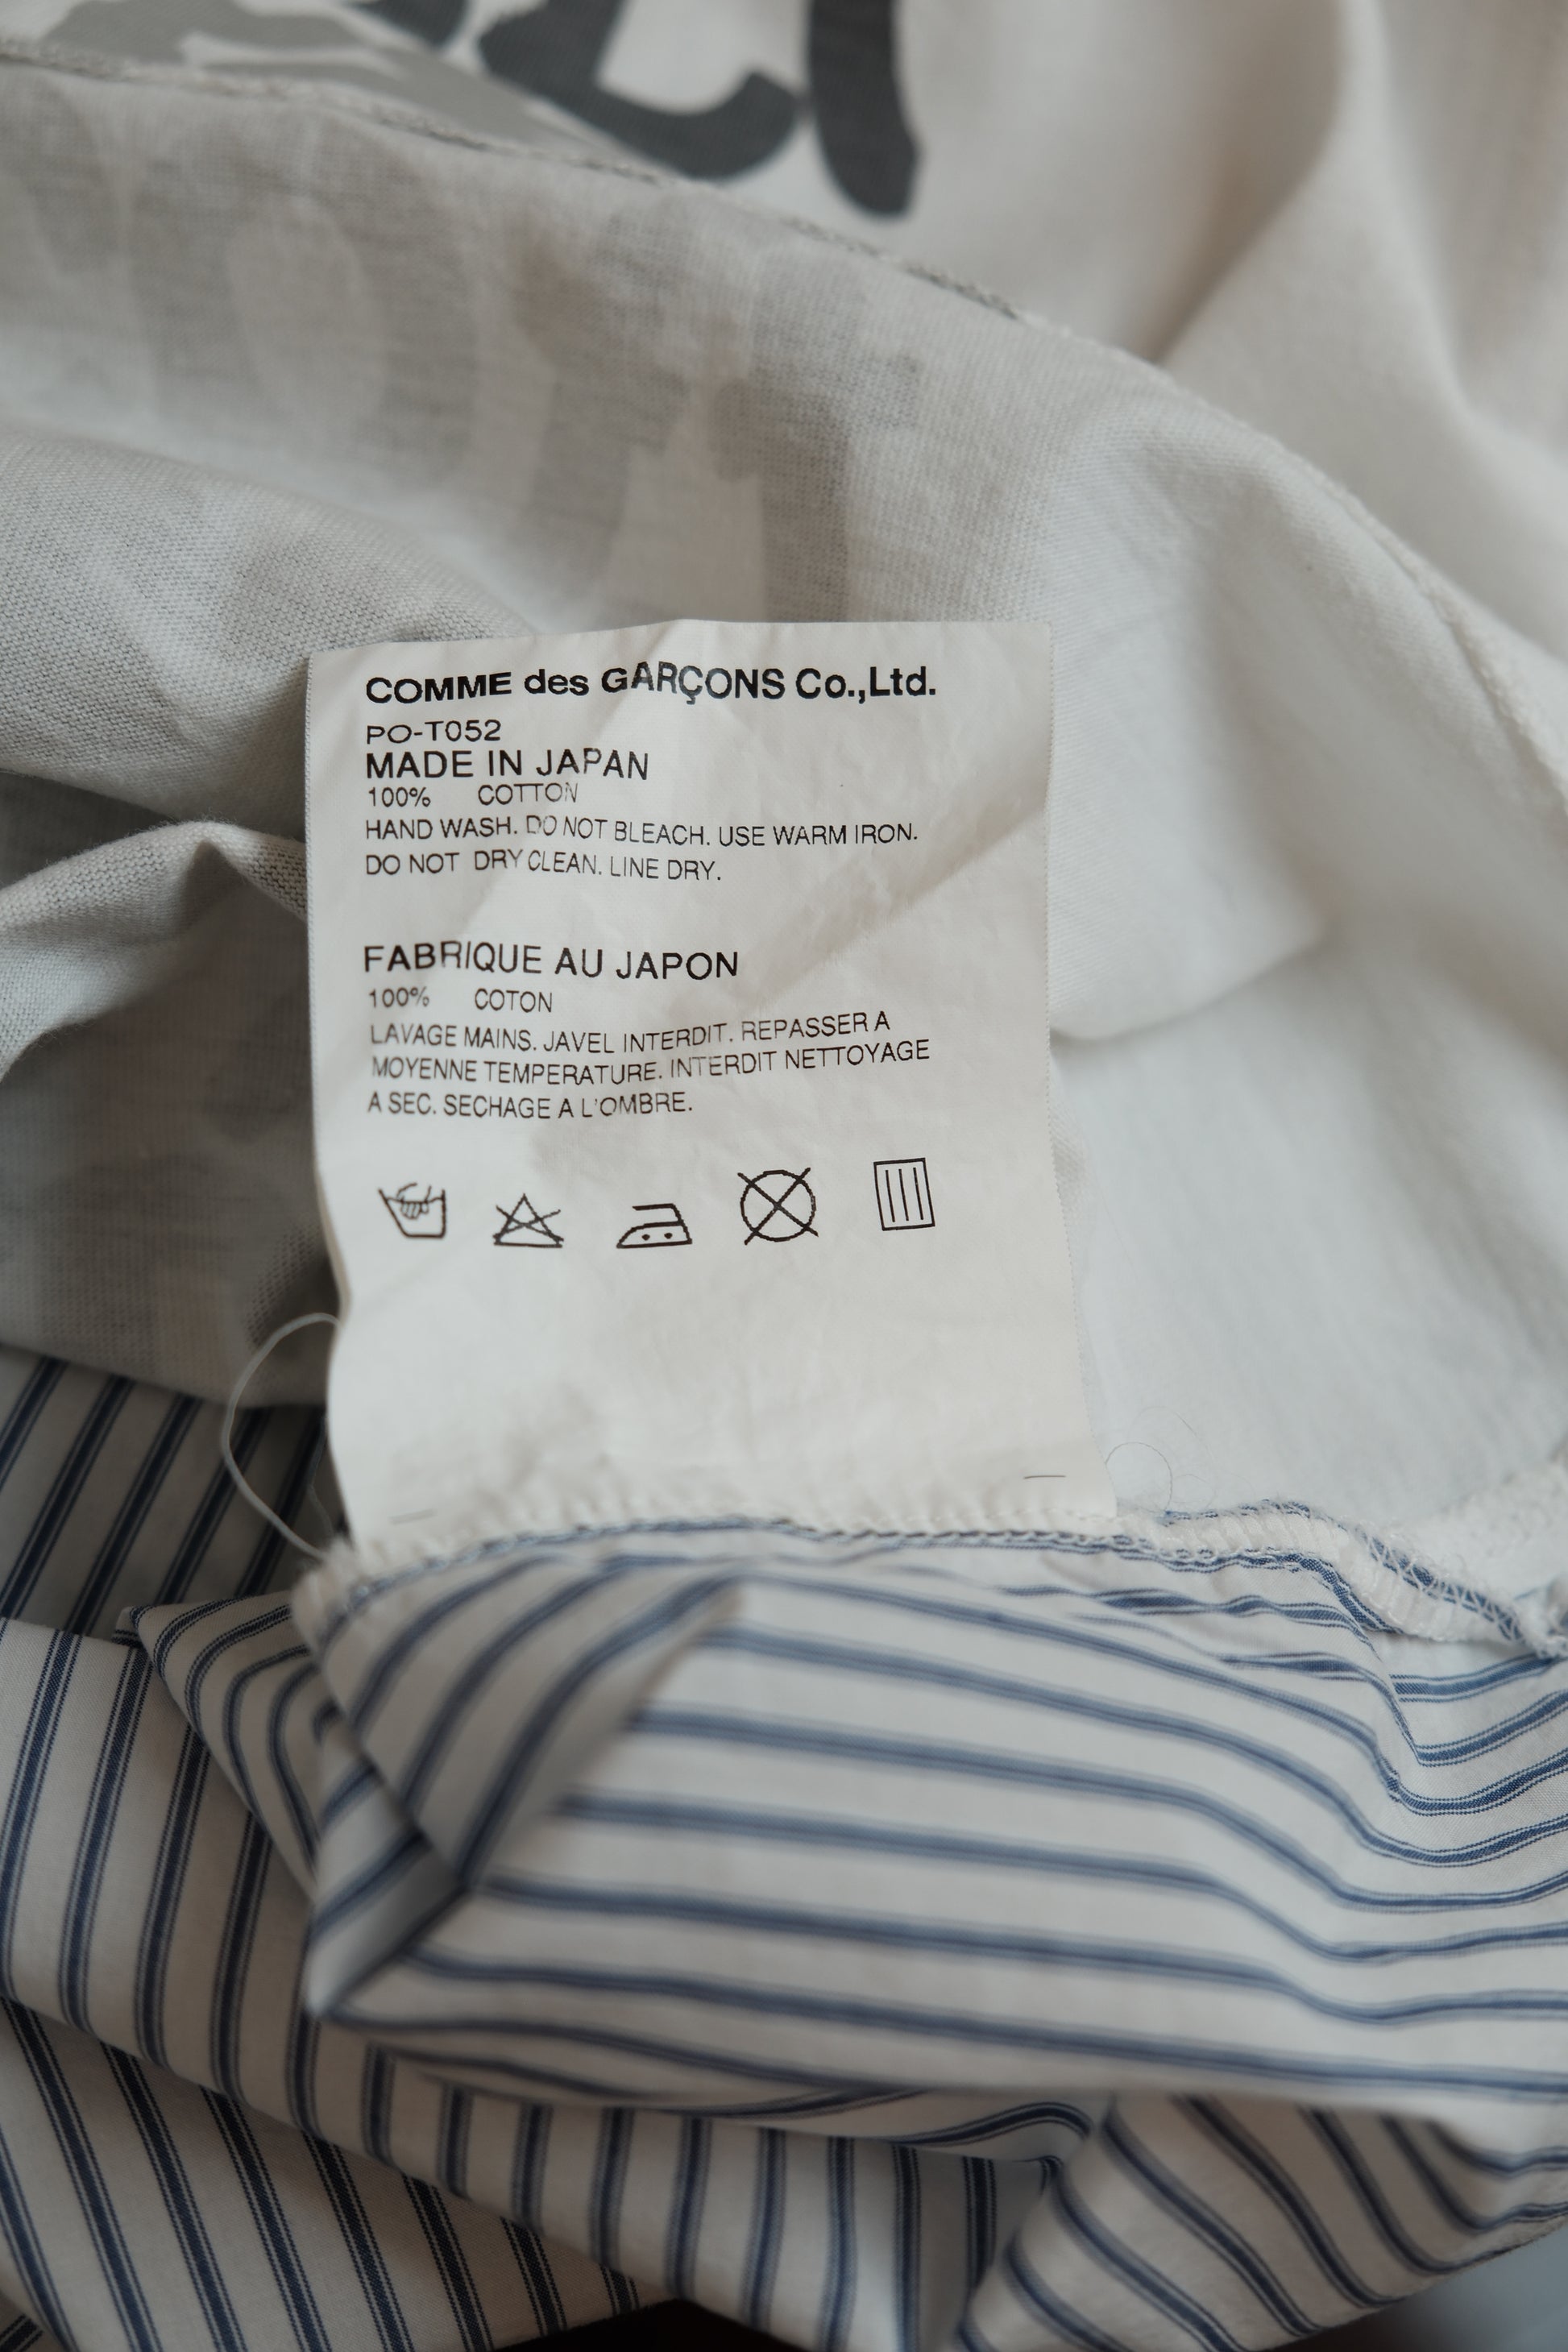 COMME des GARÇONS Co.,Ltd.
PO-T052
MADE IN JAPAN
100% COTTON
HAND WASH. DO NOT BLEACH. USE WARM IRON.
DO NOT DRY CLEAN. LINE DRY.
FABRIQUE AU JAPON
100% COTON
LAVAGE MAINS. JAVEL INTERDIT. REPASSER A
MOYENNE TEMPERATURE. INTERDIT NETTOYAGE
A SEC. SECHAGE A L'OMBRE.